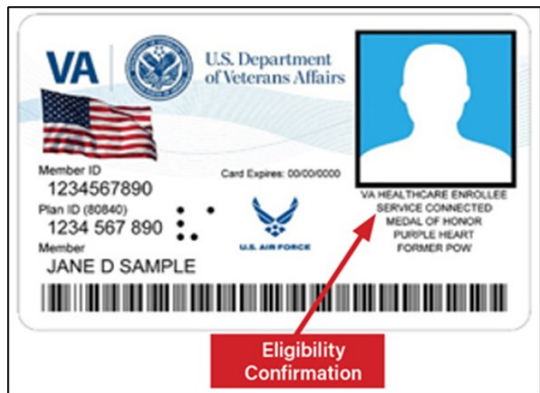 VA
U.S. Department
of Veterans Affairs
Member ID
1234567890
Card Expires: 00/00/0000
Plan ID (80840)
1234 567 890
U.S. AIR FORCE
Member
JANE D SAMPLE
VA HEALTHCARE ENROLLEE
SERVICE CONNECTED
MEDAL OF HONOR
PURPLE HEART
FORMER POW
Eligibility
Confirmation